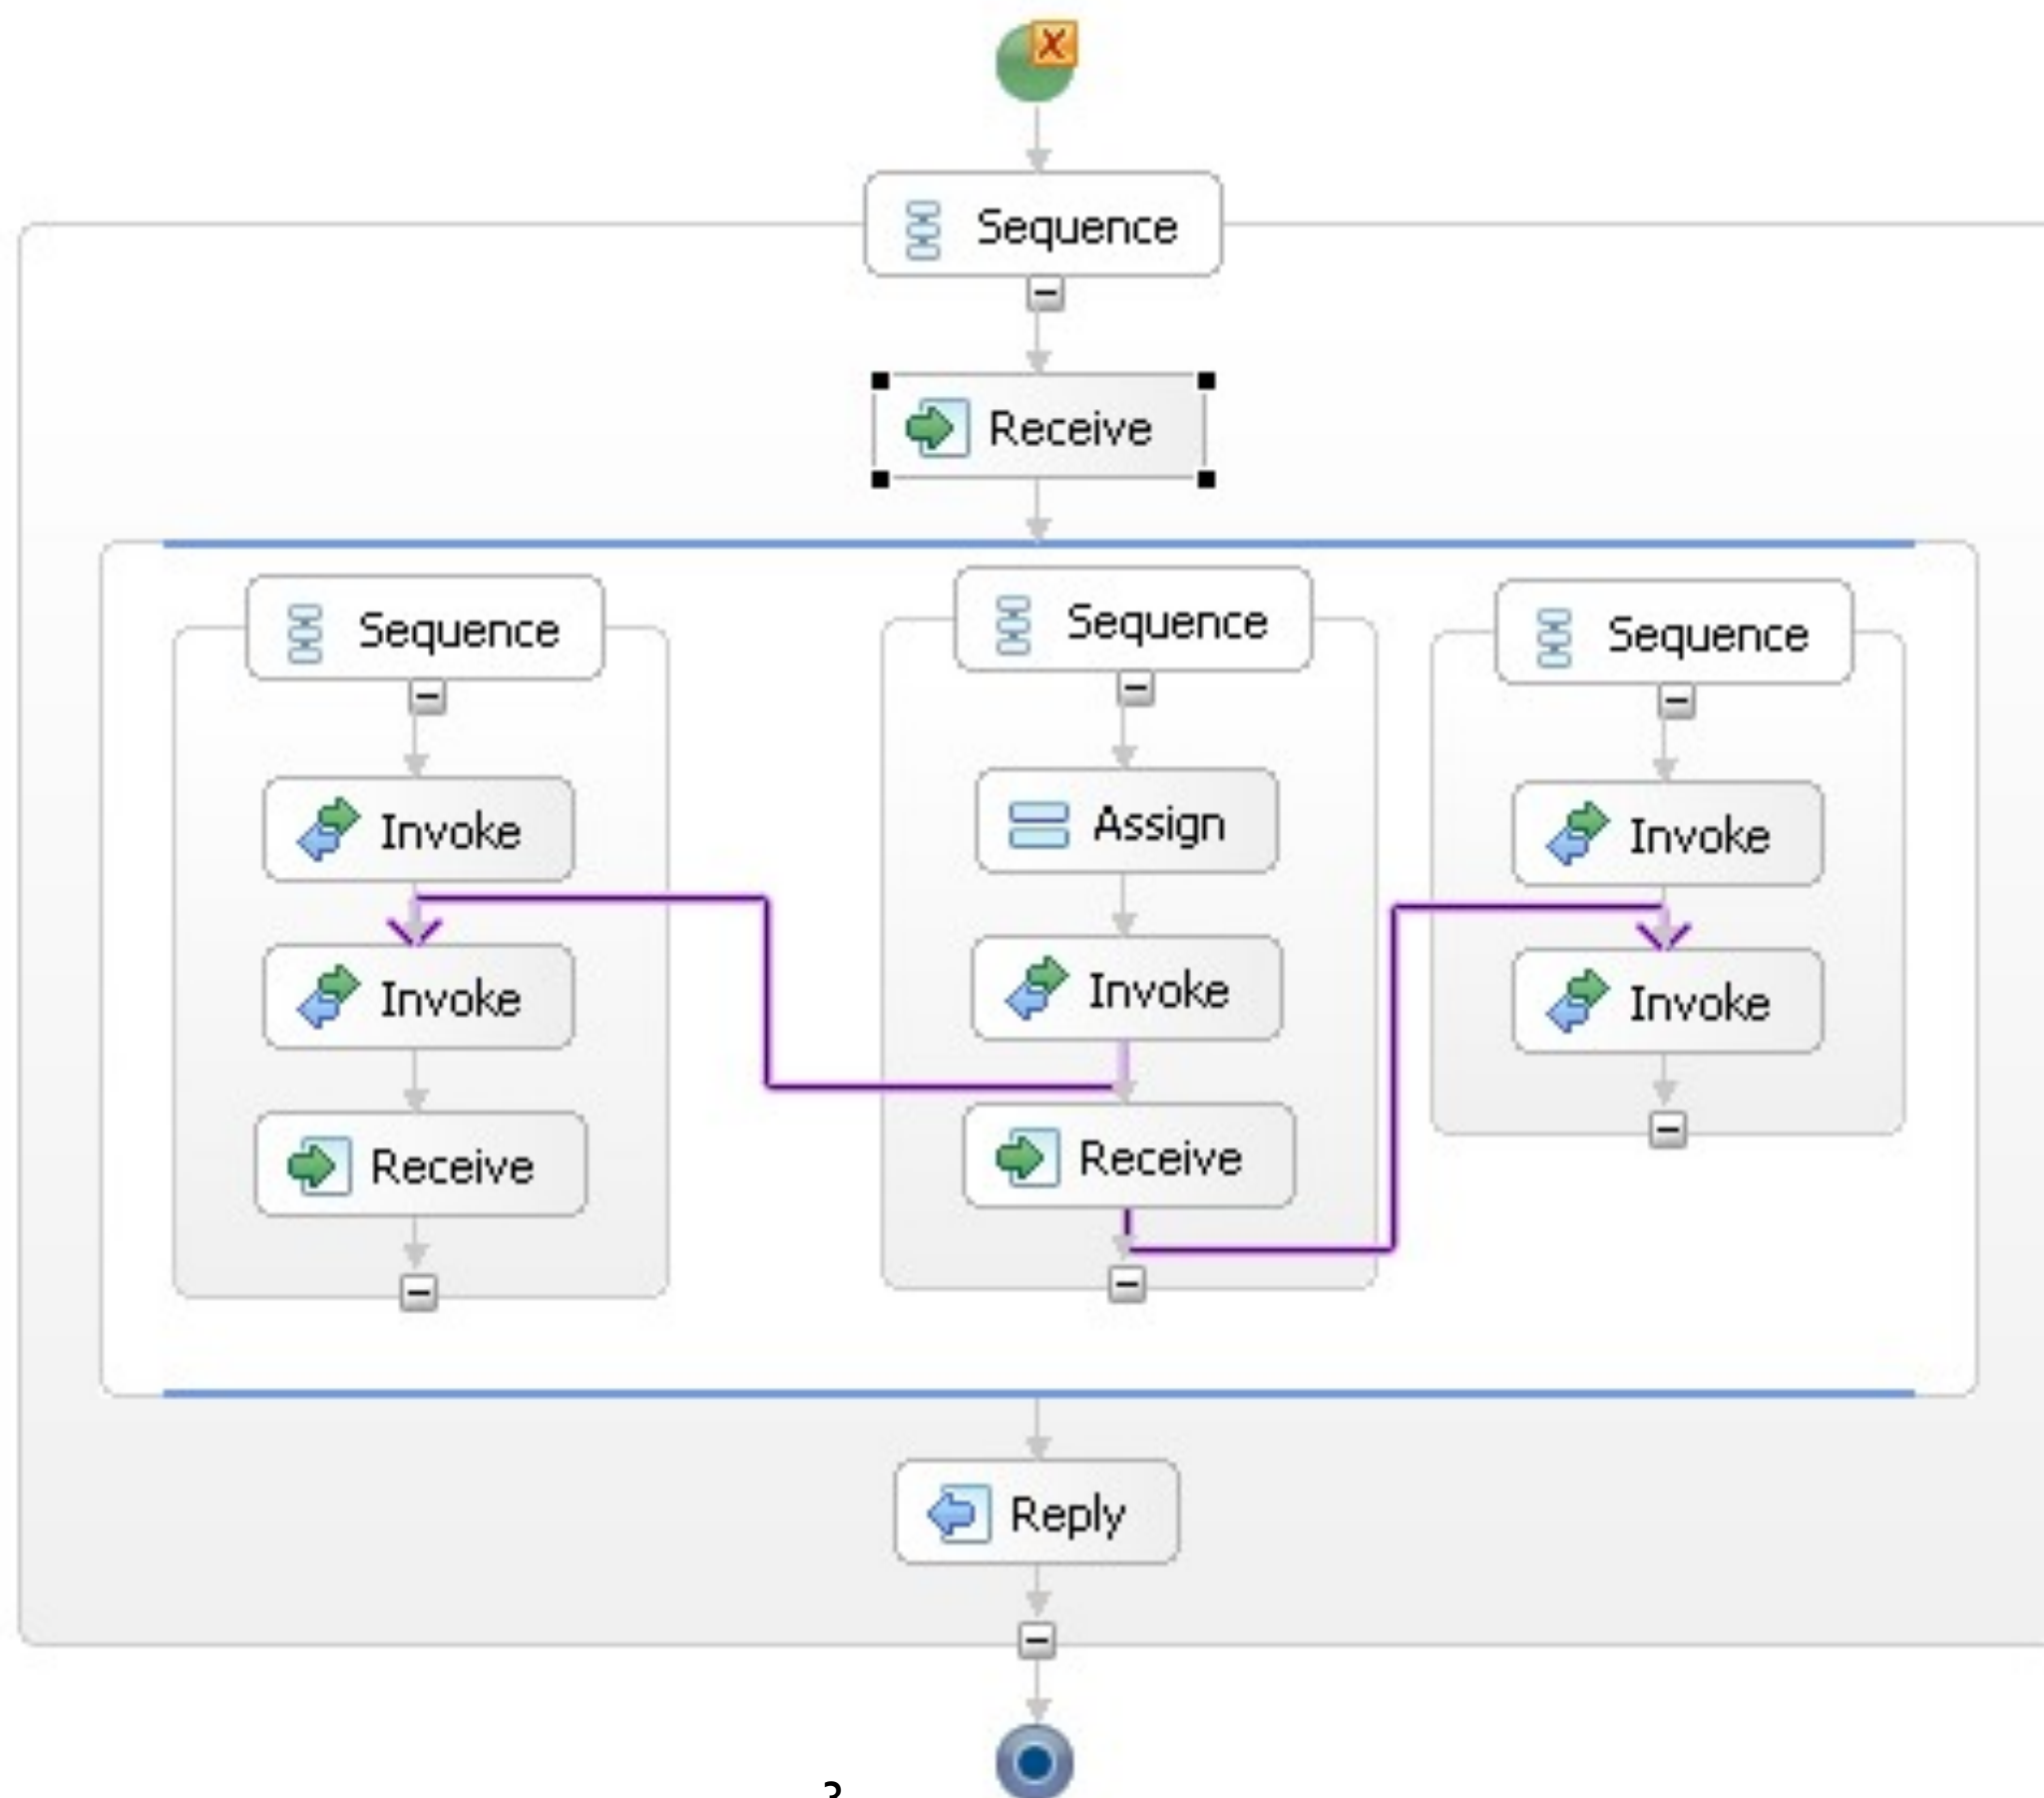 Sequence
Receive
Sequence
Sequence
Sequence
Invoke
Assign
Invoke
Invoke
Invoke
Invoke
Receive
Receive
Reply